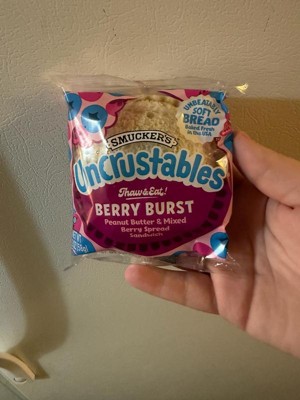 UNBEATABLY
SOFT
BREAD
Baked Fresh
in the USA
SMUCKER'S
Uncrustables
Thaw & Eat!
BERRY BURST
Peanut Butter & Mixed
Berry Spread
Sandwich